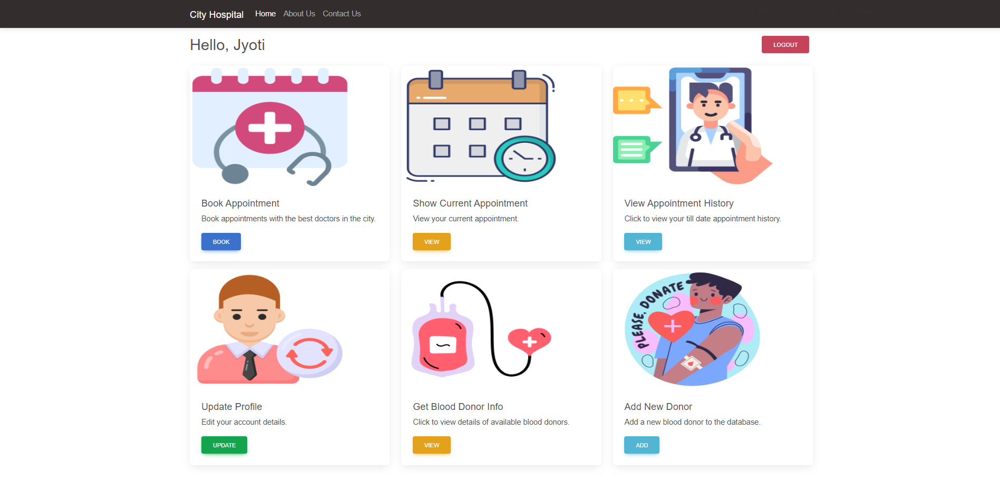 City Hospital Home About Us Contact Us
Hello, Jyoti LOGOUT
Book Appointment
Book appointments with the best doctors in the city.
BOOK
Show Current Appointment
View your current appointment.
VIEW
View Appointment History
Click to view your till date appointment history.
VIEW
Update Profile
Edit your account details.
UPDATE
Get Blood Donor Info
Click to view details of available blood donors.
VIEW
PLEASE, DONATE
Add New Donor
Add a new blood donor to the database.
ADD